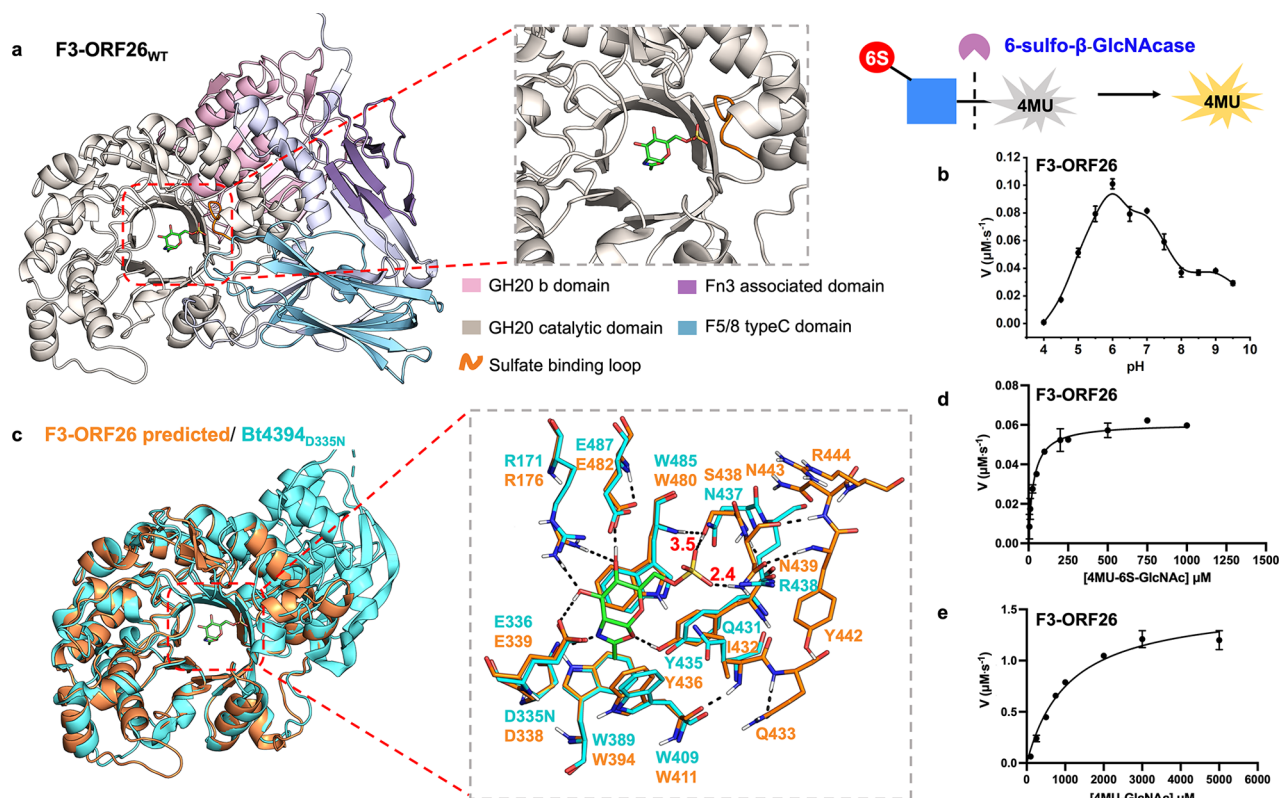 a F3-ORF26WT
GH20 b domain
Fn3 associated domain
GH20 catalytic domain
F5/8 typeC domain
Sulfate binding loop
6S
6-sulfo-β-GlcNAcase
4MU
4MU
b
F3-ORF26
0.12
0.10
0.08
0.06
0.04
0.02
0.00
V (µM·s-1)
4 5 6 7 8 9 10
pH
c F3-ORF26 predicted/ Bt4394D335N
R171
R176
E487
E482
W485
W480
S438
N437
N443
R444
3.5
2.4
N439
R438
E336
E339
Q431
I432
Y442
Y435
Y436
D335N
D338
W389
W394
W409
W411
Q433
d
F3-ORF26
0.08
0.06
0.04
0.02
0.00
V (µM·s-1)
0 250 500 750 1000 1250 1500
[4MU-6S-GlcNAc] µM
e
F3-ORF26
1.5
1.0
0.5
0.0
V (µM·s-1)
0 1000 2000 3000 4000 5000 6000
[4MU-GlcNAc] µM